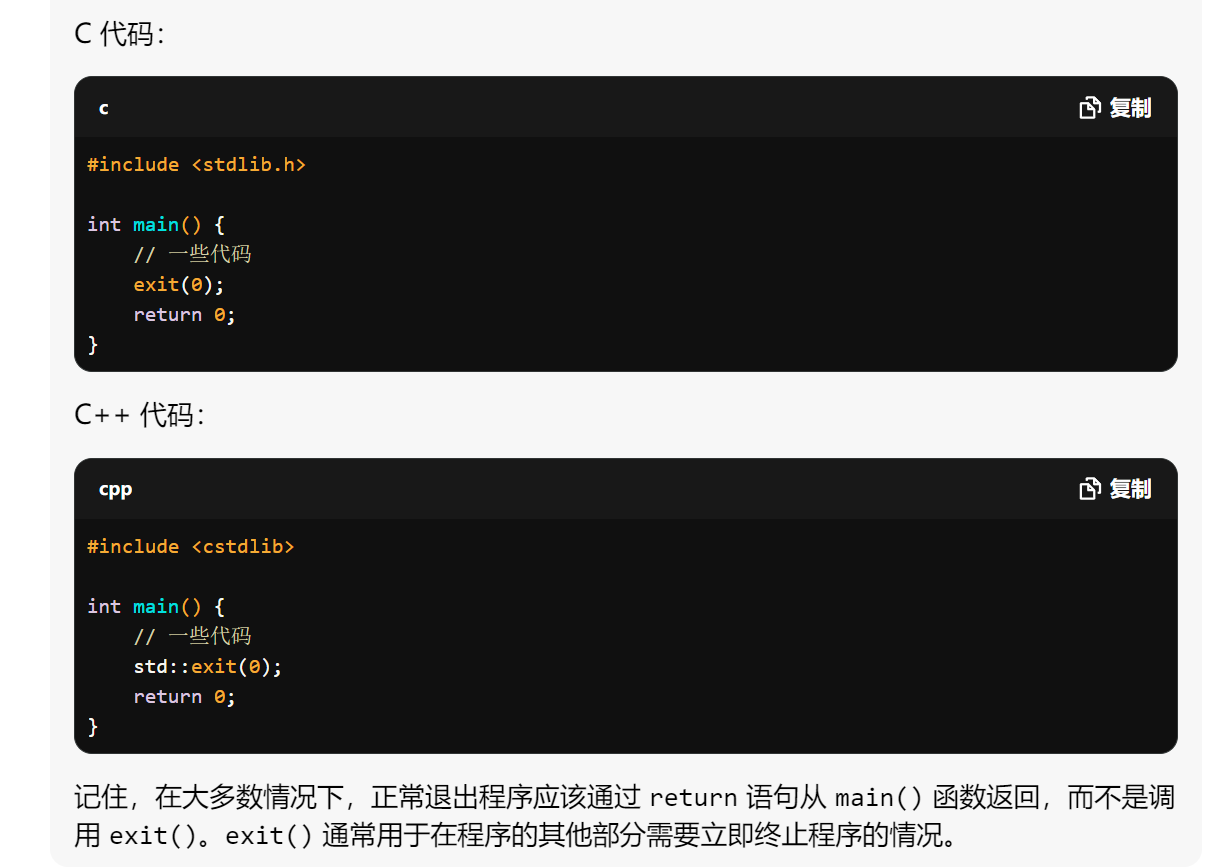 C 代码：
c
复制
#include <stdlib.h>
int main() {
    // 一些代码
    exit(0);
    return 0;
}
C++ 代码：
cpp
复制
#include <cstdlib>
int main() {
    // 一些代码
    std::exit(0);
    return 0;
}
记住，在大多数情况下，正常退出程序应该通过 return 语句从 main() 函数返回，而不是调
用 exit()。exit() 通常用于在程序的其他部分需要立即终止程序的情况。